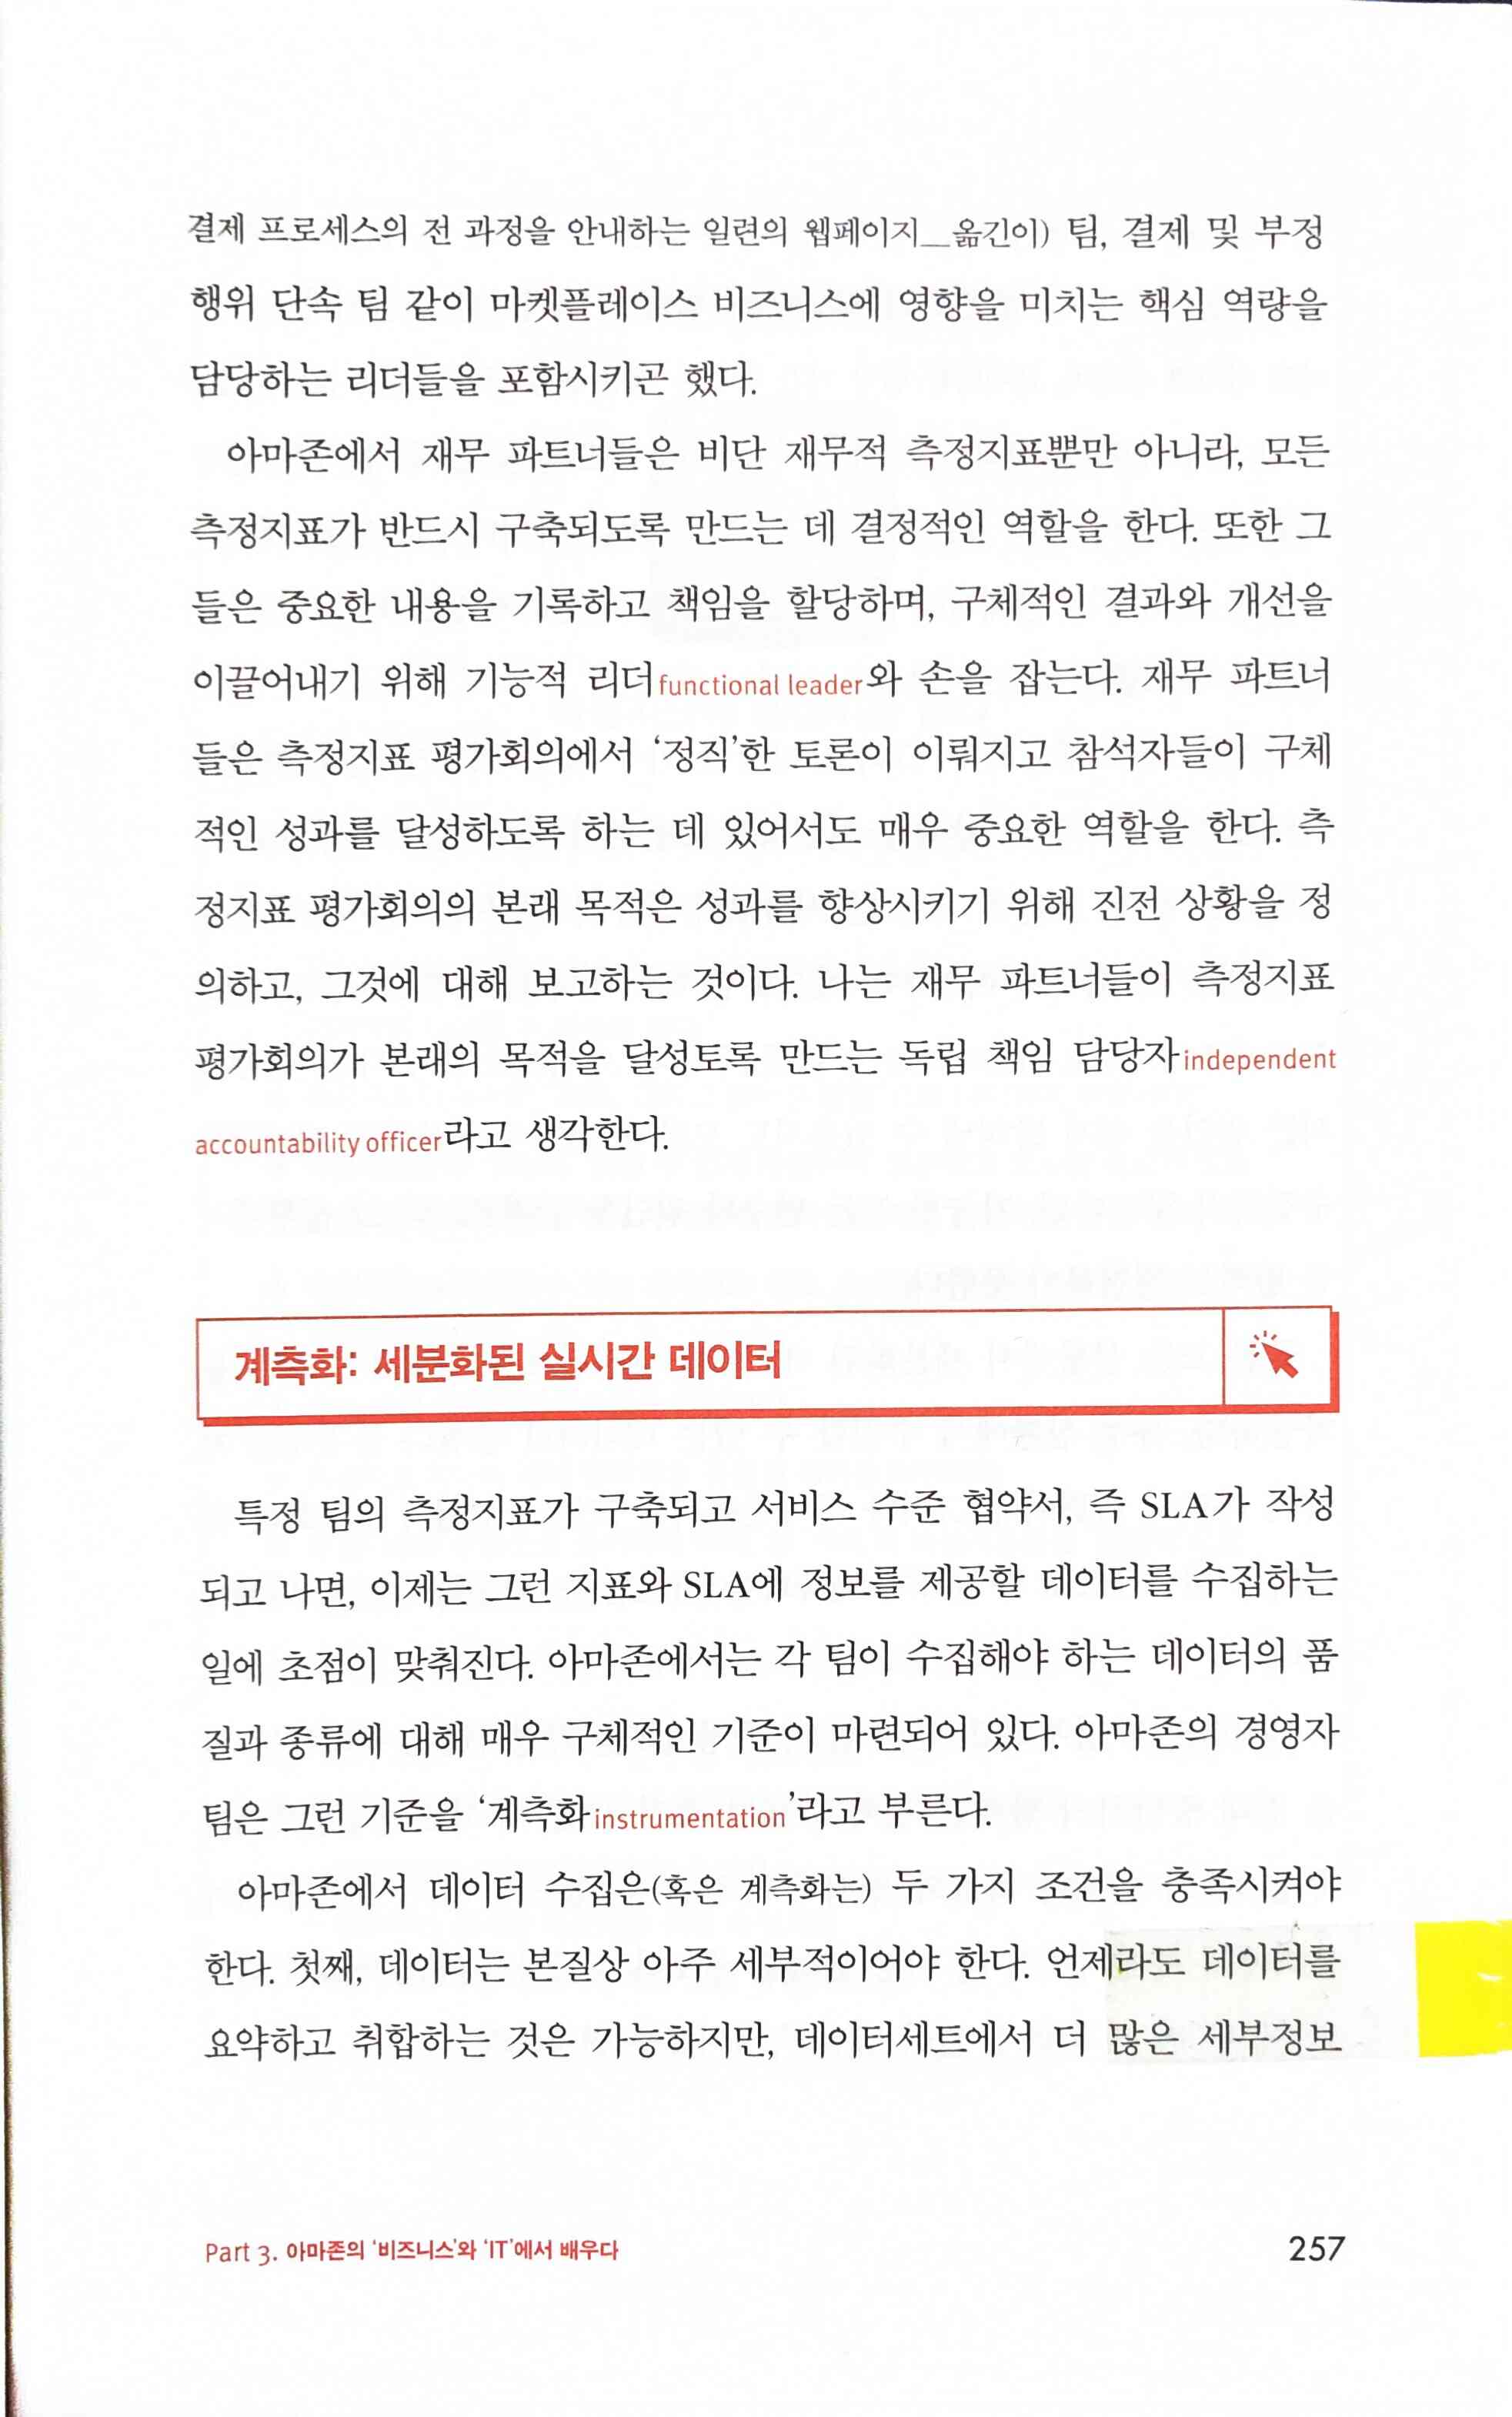 결제 프로세스의 전 과정을 안내하는 일련의 웹페이지_옮긴이) 팀, 결제 및 부정
행위 단속 팀 같이 마켓플레이스 비즈니스에 영향을 미치는 핵심 역량을
담당하는 리더들을 포함시키곤 했다.
아마존에서 재무 파트너들은 비단 재무적 측정지표뿐만 아니라, 모든
측정지표가 반드시 구축되도록 만드는 데 결정적인 역할을 한다. 또한 그
들은 중요한 내용을 기록하고 책임을 할당하며, 구체적인 결과와 개선을
이끌어내기 위해 기능적 리더functional leader와 손을 잡는다. 재무 파트너
들은 측정지표 평가회의에서 ‘정직’한 토론이 이뤄지고 참석자들이 구체
적인 성과를 달성하도록 하는 데 있어서도 매우 중요한 역할을 한다. 측
정지표 평가회의의 본래 목적은 성과를 향상시키기 위해 진전 상황을 정
의하고, 그것에 대해 보고하는 것이다. 나는 재무 파트너들이 측정지표
평가회의가 본래의 목적을 달성토록 만드는 독립 책임 담당자independent
accountability officer라고 생각한다.
계측화: 세분화된 실시간 데이터
특정 팀의 측정지표가 구축되고 서비스 수준 협약서, 즉 SLA가 작성
되고 나면, 이제는 그런 지표와 SLA에 정보를 제공할 데이터를 수집하는
일에 초점이 맞춰진다. 아마존에서는 각 팀이 수집해야 하는 데이터의 품
질과 종류에 대해 매우 구체적인 기준이 마련되어 있다. 아마존의 경영자
팀은 그런 기준을 ‘계측화instrumentation’라고 부른다.
아마존에서 데이터 수집은(혹은 계측화는) 두 가지 조건을 충족시켜야
한다. 첫째, 데이터는 본질상 아주 세부적이어야 한다. 언제라도 데이터를
요약하고 취합하는 것은 가능하지만, 데이터세트에서 더 많은 세부정보
Part 3. 아마존의 ‘비즈니스’와 ‘IT’에서 배우다
257